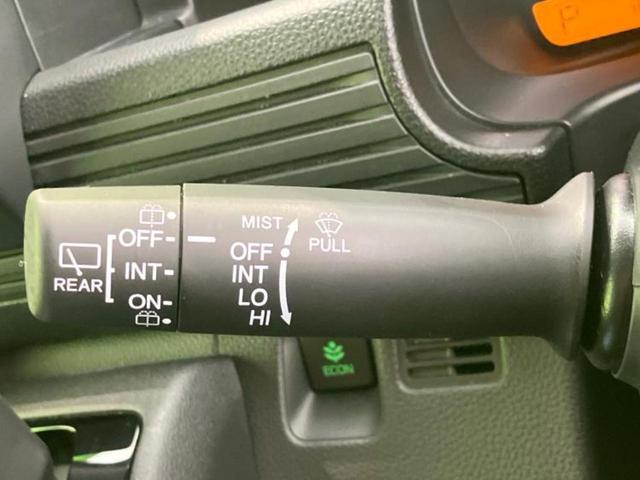 P
MIST
PULL
OFF
INT
LO
HI
REAR
OFF
INT
ON
ECON